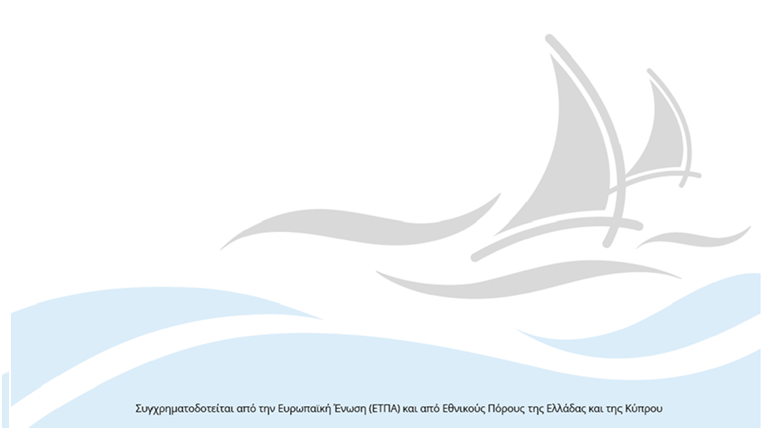 Συγχρηματοδοτείται από την Ευρωπαϊκή Ένωση (ΕΤΠΑ) και από Εθνικούς Πόρους της Ελλάδας και της Κύπρου